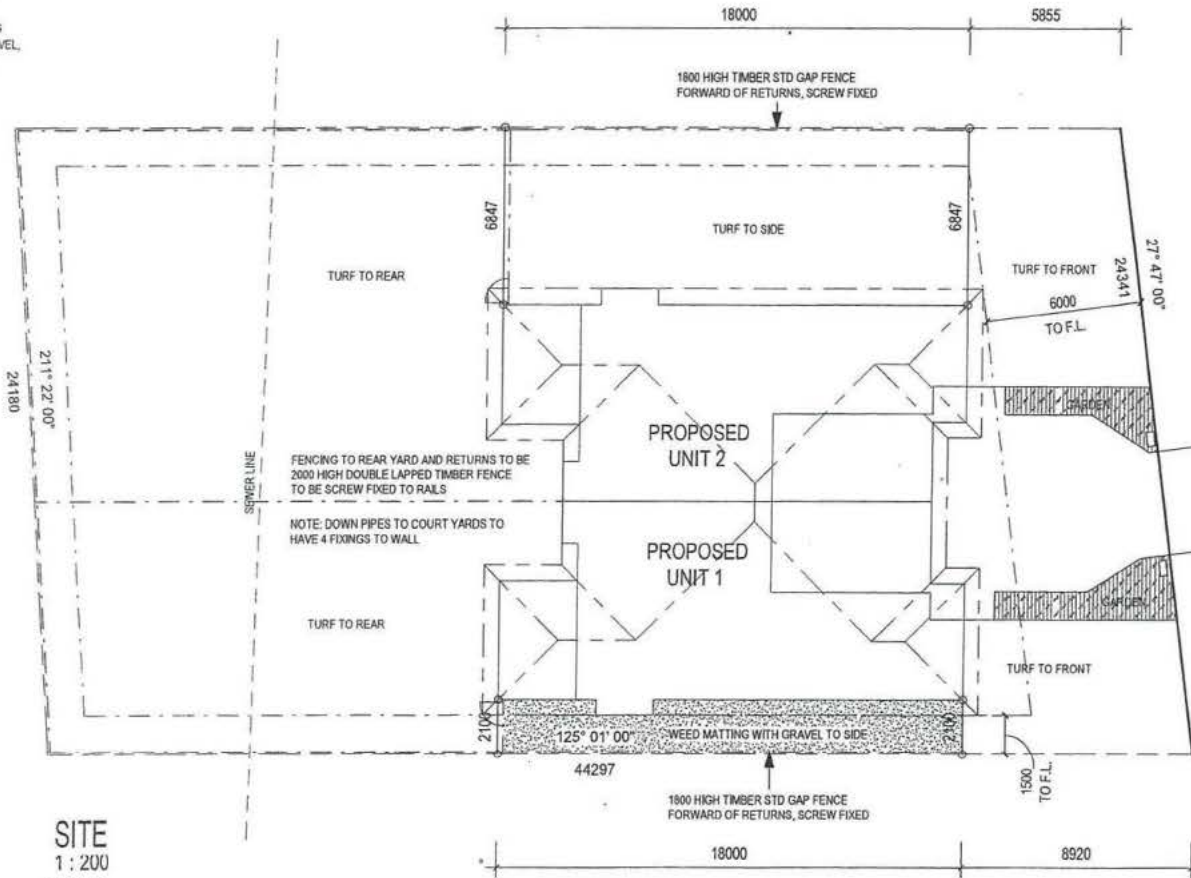 VEL,
18000
5855
1800 HIGH TIMBER STD GAP FENCE
FORWARD OF RETURNS, SCREW FIXED
6847
TURF TO SIDE
6847
TURF TO REAR
TURF TO FRONT
27° 47' 00"
24341
6000
TO F.L.
24180
211° 22' 00"
GARDEN
PROPOSED
UNIT 2
FENCING TO REAR YARD AND RETURNS TO BE
2000 HIGH DOUBLE LAPPED TIMBER FENCE
TO BE SCREW FIXED TO RAILS
SEWER LINE
NOTE: DOWN PIPES TO COURT YARDS TO
HAVE 4 FIXINGS TO WALL
PROPOSED
UNIT 1
GARDEN
TURF TO REAR
TURF TO FRONT
2100
125° 01' 00"
WEED MATTING WITH GRAVEL TO SIDE
2100
44297
1500
TO F.L.
1800 HIGH TIMBER STD GAP FENCE
FORWARD OF RETURNS, SCREW FIXED
SITE
1 : 200
18000
8920